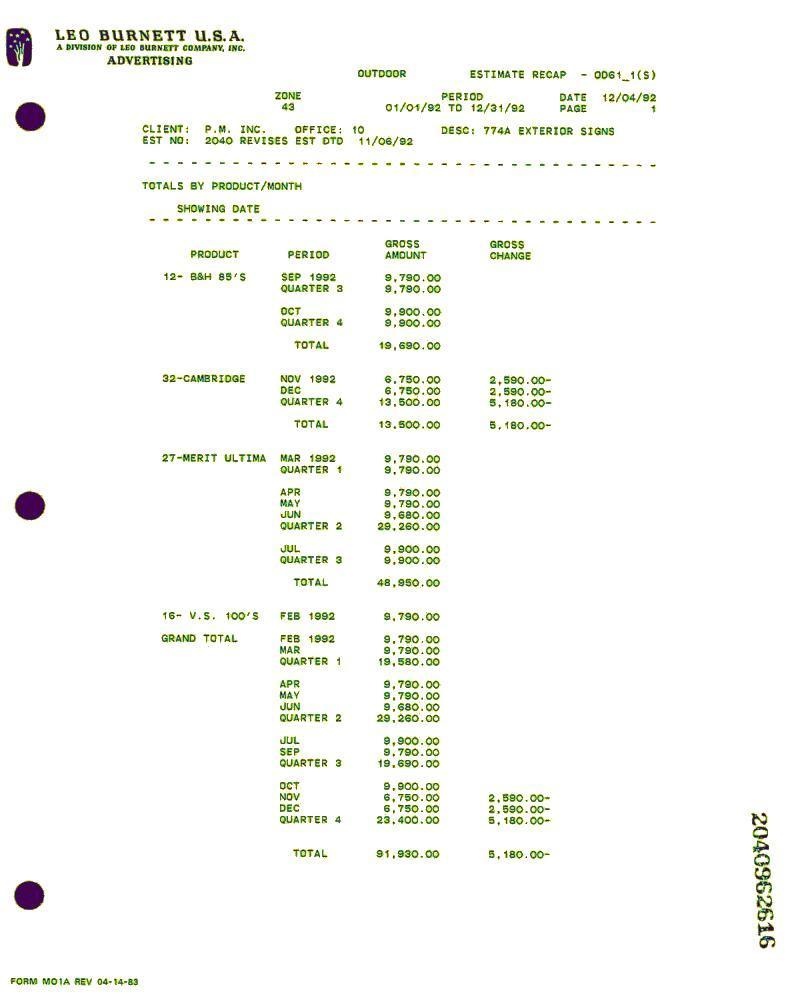 LEO BURNETT U.S.A.
A DIVISION OF LEO BURNETT COMPANY, INC.
ADVERTISING
OUTDOOR ESTIMATE RECAP - OD61_1(S)
ZONE PERIOD DATE 12/04/92
43 01/01/92 TO 12/31/92 PAGE 1
CLIENT: P.M. INC. OFFICE: 10 DESC: 774A EXTERIOR SIGNS
EST NO: 2040 REVISES EST DTD 11/06/92
TOTALS BY PRODUCT/MONTH
SHOWING DATE
GROSS GROSS
PRODUCT PERIOD AMOUNT CHANGE
12- B&H 85'S SEP 1992 9,790.00
QUARTER 3 9,790.00
OCT 9,900.00
QUARTER 4 9,900.00
TOTAL 19,690.00
32-CAMBRIDGE NOV 1992 6,750.00 2,590.00-
DEC 6,750.00 2,590.00-
QUARTER 4 13,500.00 5,180.00-
TOTAL 13,500.00 5,180.00-
27-MERIT ULTIMA MAR 1992 9,790.00
QUARTER 1 9,790.00
APR 9,790.00
MAY 9,790.00
JUN 9,680.00
QUARTER 2 29,260.00
JUL 9,900.00
QUARTER 3 9,900.00
TOTAL 48,950.00
16- V.S. 100'S FEB 1992 9,790.00
GRAND TOTAL FEB 1992 9,790.00
MAR 9,790.00
QUARTER 1 19,580.00
APR 9,790.00
MAY 9,790.00
JUN 9,680.00
QUARTER 2 29,260.00
JUL 9,900.00
SEP 9,790.00
QUARTER 3 19,690.00
OCT 9,900.00
NOV 6,750.00 2,590.00-
DEC 6,750.00 2,590.00-
QUARTER 4 23,400.00 5,180.00-
TOTAL 91,930.00 5,180.00-
2040962616
FORM MO1A REV 04-14-83